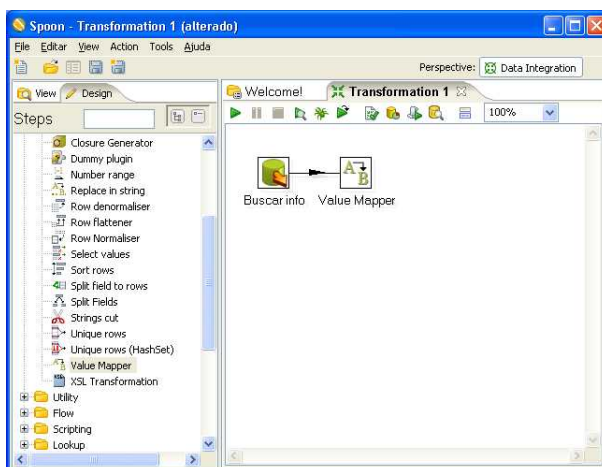 Spoon - Transformation 1 (alterado)
File Editar View Action Tools Ajuda
Perspective: Data Integration
View Design
Welcome! Transformation 1
Steps
100%
Closure Generator
Dummy plugin
Number range
Replace in string
Row denormaliser
Row flattener
Row Normaliser
Select values
Sort rows
Split field to rows
Split Fields
Strings cut
Unique rows
Unique rows (HashSet)
Value Mapper
XSL Transformation
Utility
Flow
Scripting
Lookup
A B
Buscar info Value Mapper